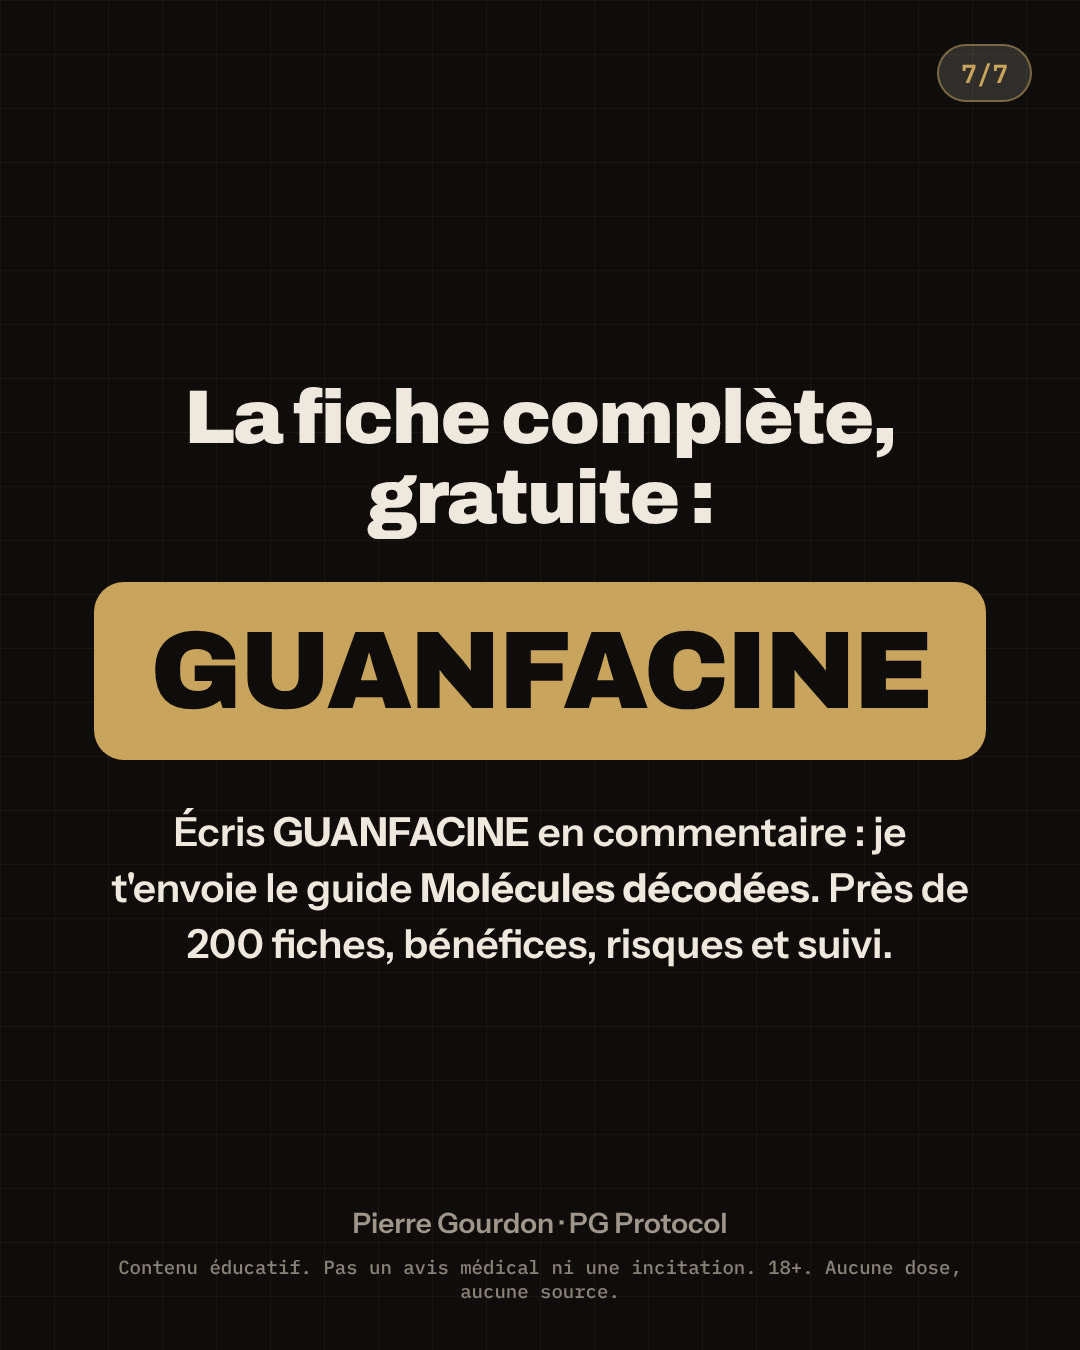 7/7
La fiche complète,
gratuite :
GUANFACINE
Écris GUANFACINE en commentaire : je
t'envoie le guide Molécules décodées. Près de
200 fiches, bénéfices, risques et suivi.
Pierre Gourdon · PG Protocol
Contenu éducatif. Pas un avis médical ni une incitation. 18+. Aucune dose,
aucune source.